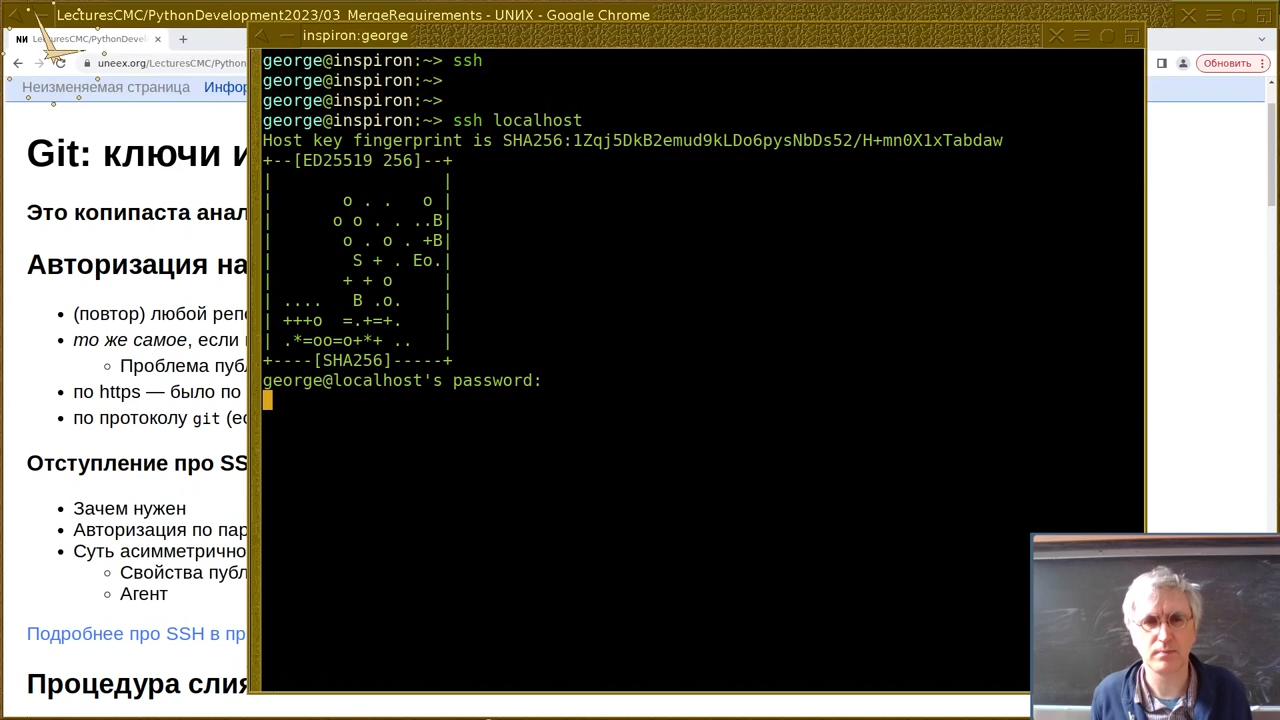 LecturesCMC/PythonDevelopment2023/03_MergeRequirements - UNИX - Google Chrome
inspiron:george
LecturesCMC/PythonDevel
uneex.org/LecturesCMC/Python
Обновить
Неизменяемая страница Инфор
Git: ключи и
Это копипаста анал
Авторизация на
(повтор) любой репо
то же самое, если
Проблема публ
по https — было по
по протоколу git (ес
Отступление про SS
Зачем нужен
Авторизация по пар
Суть асимметрично
Свойства публ
Агент
Подробнее про SSH в пр
Процедура слия
george@inspiron:~> ssh
george@inspiron:~>
george@inspiron:~>
george@inspiron:~> ssh localhost
Host key fingerprint is SHA256:1Zqj5DkB2emud9kLDo6pysNbDs52/H+mn0X1xTabdaw
+--[ED25519 256]--+
|                 |
|       o . .   o |
|      o o . . ..B|
|       o . o . +B|
|        S + . Eo.|
|       + + o     |
| ....   B .o.    |
| +++o  =.+=+.    |
| .*=oo=o+*+ ..   |
+----[SHA256]-----+
george@localhost's password: